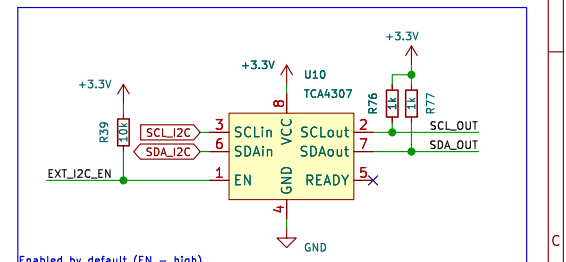 +3.3V
+3.3V
U10
TCA4307
+3.3V
R39
10k
8
VCC
R76
1k
1k
R77
SCL_I2C
3
SCLin
SCLout
2
SCL_OUT
SDA_I2C
6
SDAin
SDAout
7
SDA_OUT
EXT_I2C_EN
1
EN
GND
READY
5
4
GND
C
Enabled by default (EN – high)